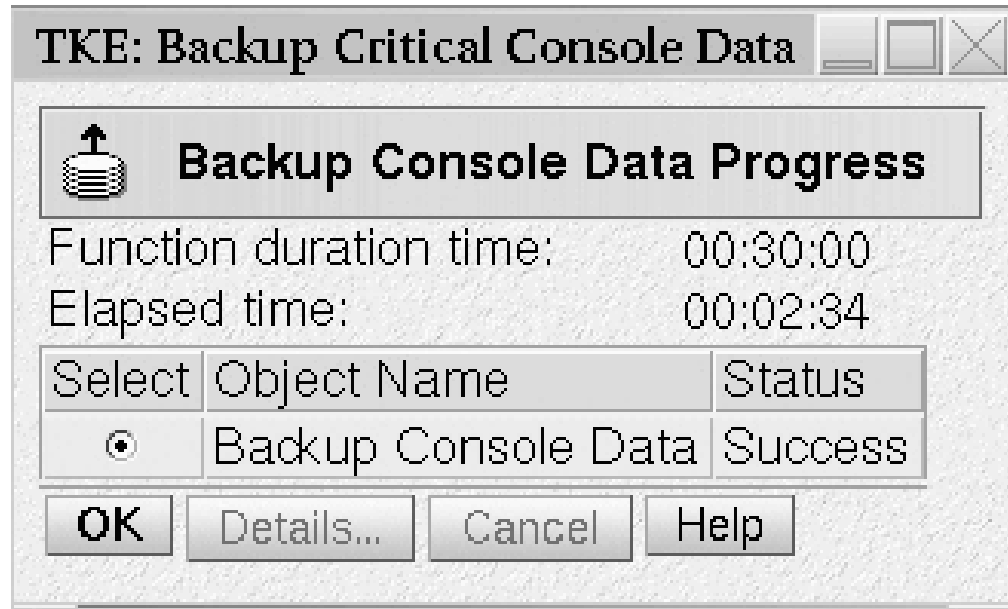 TKE: Backup Critical Console Data
Backup Console Data Progress
Function duration time: 00:30:00
Elapsed time: 00:02:34
Select Object Name Status
Backup Console Data Success
OK Details... Cancel Help